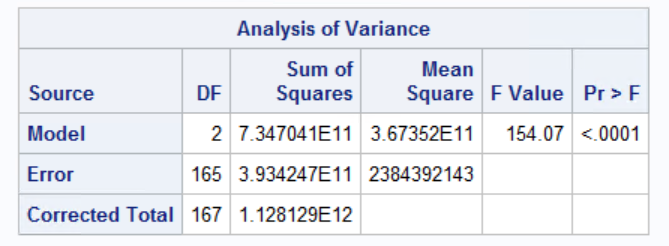 Analysis of Variance
Source DF Sum of Squares Mean Square F Value Pr > F
Model 2 7.347041E11 3.67352E11 154.07 <.0001
Error 165 3.934247E11 2384392143
Corrected Total 167 1.128129E12